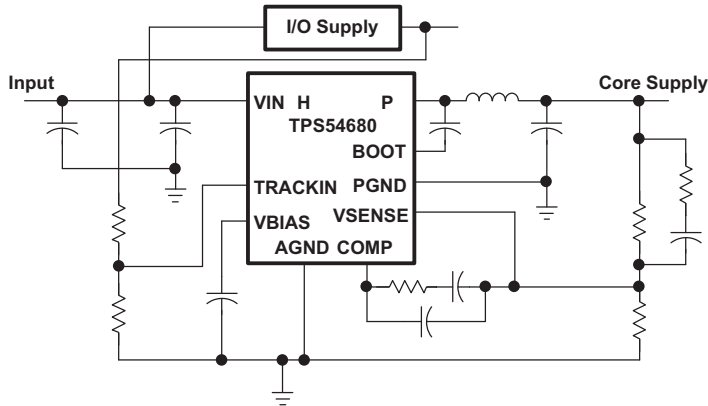 I/O Supply
Input
Core Supply
VIN H P
TPS54680
BOOT
TRACKIN PGND
VBIAS VSENSE
AGND COMP